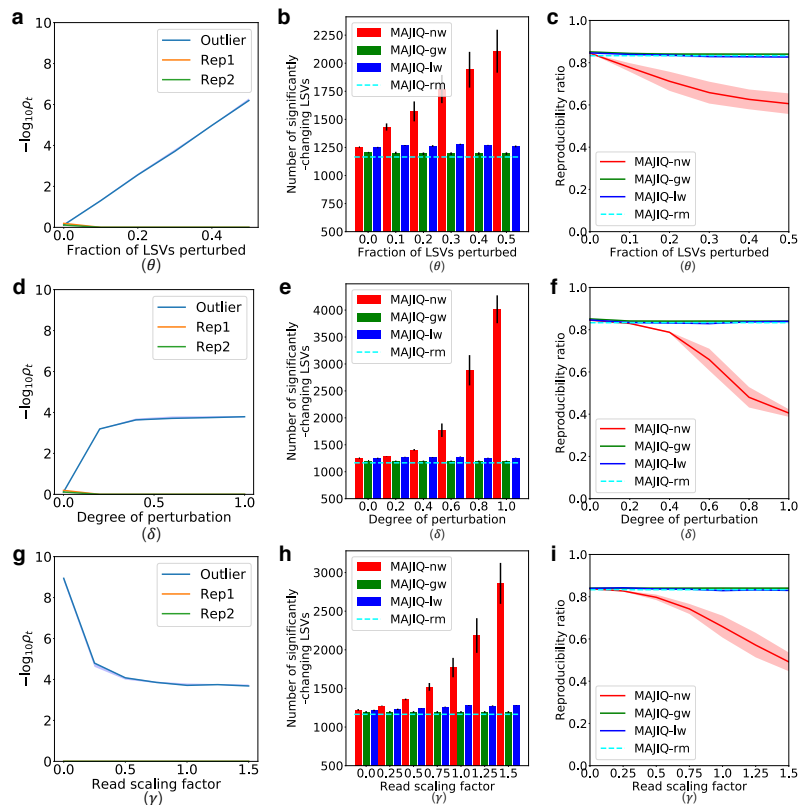 a
10
8
6
4
2
0
−log10ρt
Outlier
Rep1
Rep2
0.0 0.2 0.4
Fraction of LSVs perturbed
(θ)
b
2250
2000
1750
1500
1250
1000
750
500
Number of significantly
-changing LSVs
MAJIQ-nw
MAJIQ-gw
MAJIQ-lw
MAJIQ-rm
0.0 0.1 0.2 0.3 0.4 0.5
Fraction of LSVs perturbed
(θ)
c
1.0
0.8
0.6
0.4
0.2
0.0
Reproducibility ratio
MAJIQ-nw
MAJIQ-gw
MAJIQ-lw
MAJIQ-rm
0.0 0.1 0.2 0.3 0.4 0.5
Fraction of LSVs perturbed
(θ)
d
10
8
6
4
2
0
−log10ρt
Outlier
Rep1
Rep2
0.0 0.5 1.0
Degree of perturbation
(δ)
e
4000
3500
3000
2500
2000
1500
1000
500
Number of significantly
-changing LSVs
MAJIQ-nw
MAJIQ-gw
MAJIQ-lw
MAJIQ-rm
0.0 0.2 0.4 0.6 0.8 1.0
Degree of perturbation
(δ)
f
1.0
0.8
0.6
0.4
0.2
0.0
Reproducibility ratio
MAJIQ-nw
MAJIQ-gw
MAJIQ-lw
MAJIQ-rm
0.0 0.2 0.4 0.6 0.8 1.0
Degree of perturbation
(δ)
g
10
8
6
4
2
0
−log10ρt
Outlier
Rep1
Rep2
0.0 0.5 1.0 1.5
Read scaling factor
(γ)
h
3000
2500
2000
1500
1000
500
Number of significantly
-changing LSVs
MAJIQ-nw
MAJIQ-gw
MAJIQ-lw
MAJIQ-rm
0.0 0.25 0.5 0.75 1.0 1.25 1.5
Read scaling factor
(γ)
i
1.0
0.8
0.6
0.4
0.2
0.0
Reproducibility ratio
MAJIQ-nw
MAJIQ-gw
MAJIQ-lw
MAJIQ-rm
0.0 0.25 0.50 0.75 1.00 1.25 1.5
Read scaling factor
(γ)